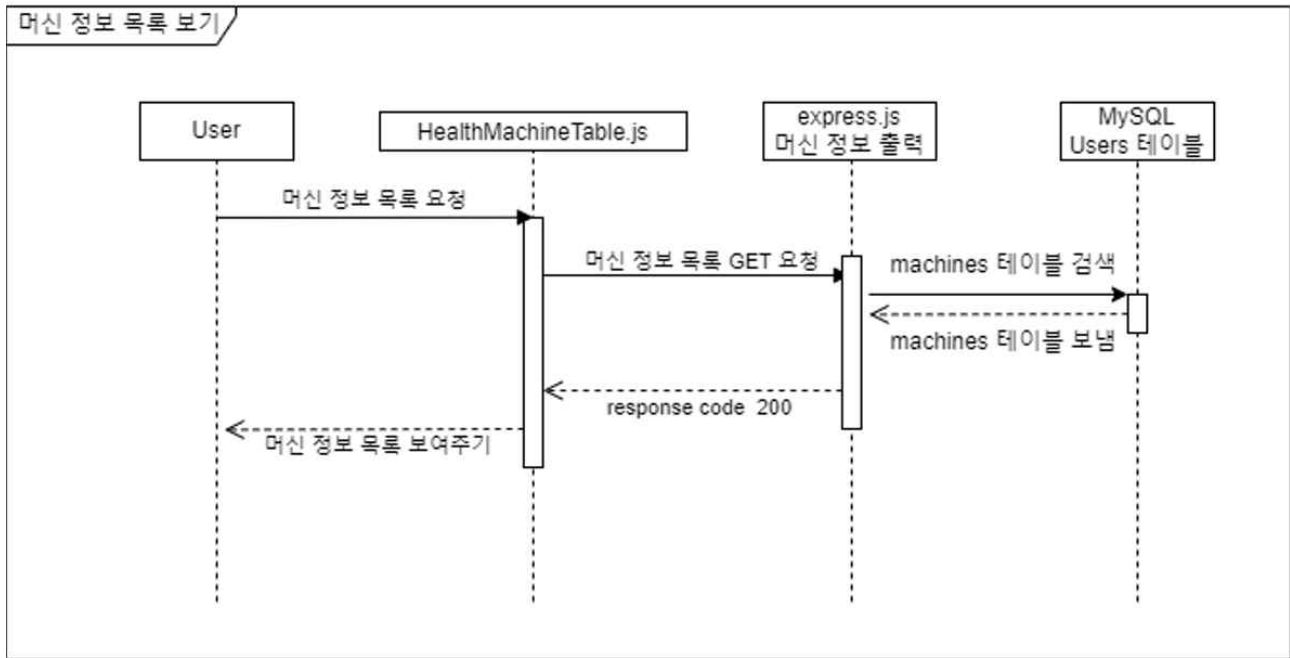 머신 정보 목록 보기
User
HealthMachineTable.js
express.js
머신 정보 출력
MySQL
Users 테이블
머신 정보 목록 요청
머신 정보 목록 GET 요청
machines 테이블 검색
machines 테이블 보냄
response code 200
머신 정보 목록 보여주기